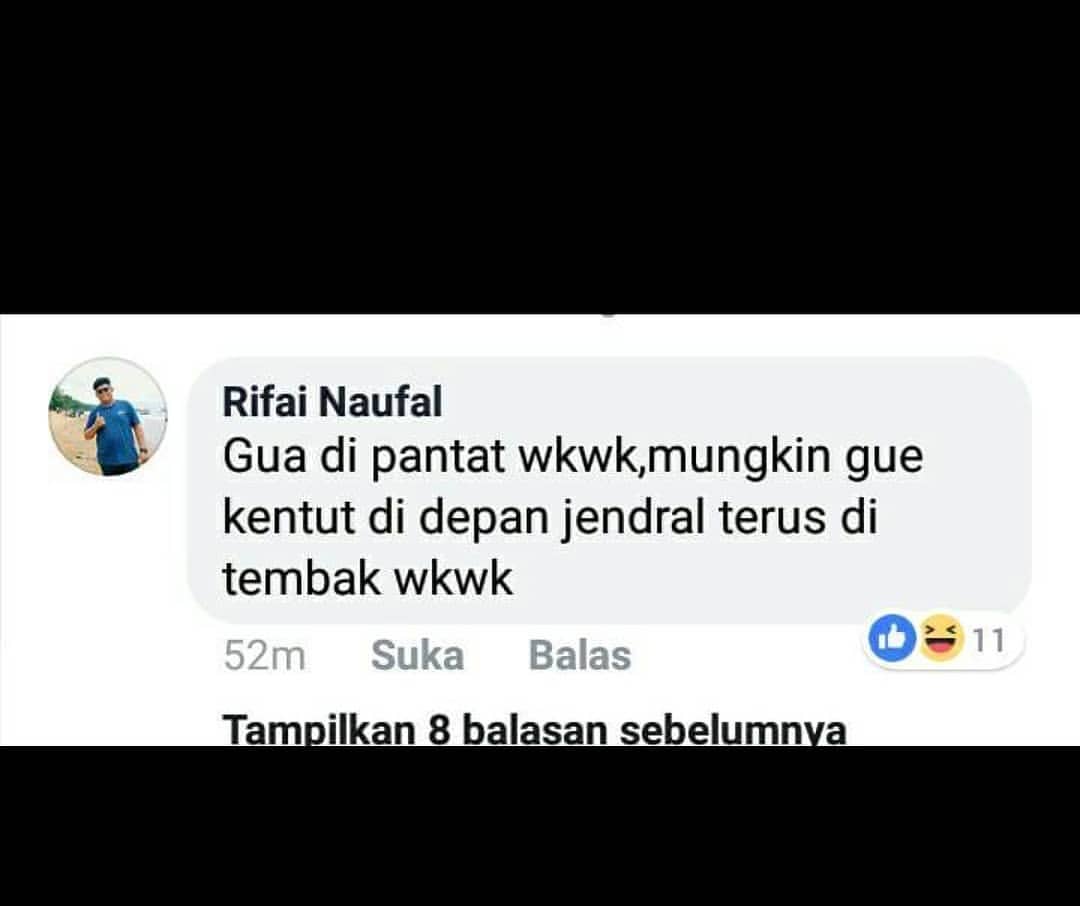 Rifai Naufal
Gua di pantat wkwk,mungkin gue
kentut di depan jendral terus di
tembak wkwk
52m Suka Balas 11
Tampilkan 8 balasan sebelumnya